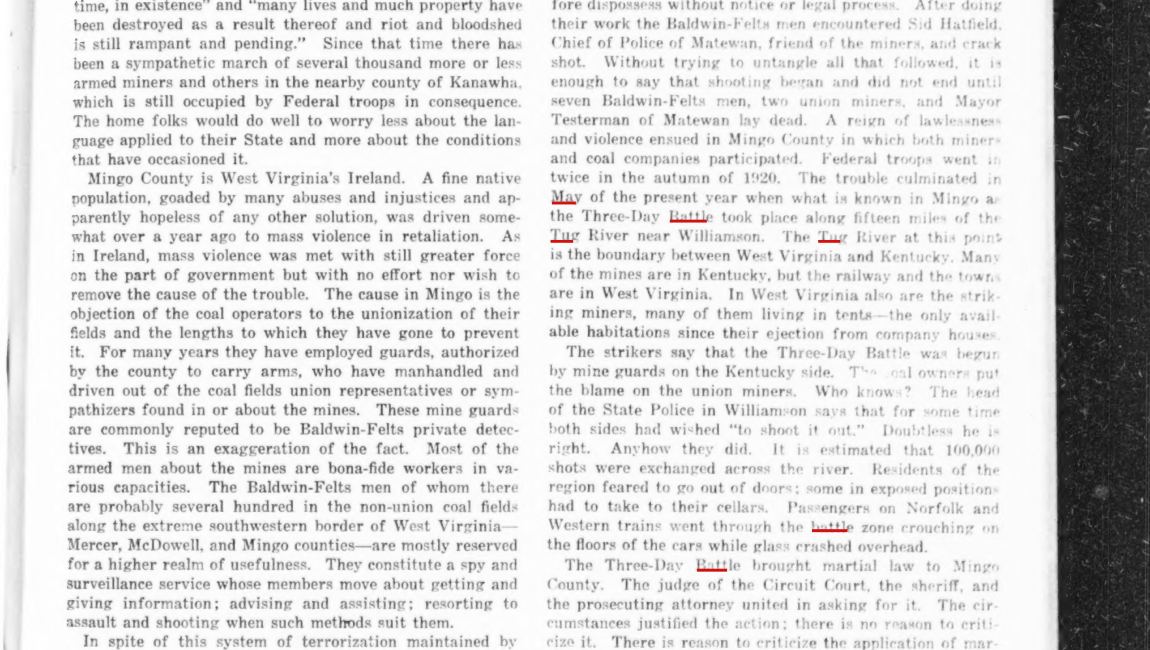 time, in existence” and “many lives and much property have
been destroyed as a result thereof and riot and bloodshed
is still rampant and pending.” Since that time there has
been a sympathetic march of several thousand more or less
armed miners and others in the nearby county of Kanawha,
which is still occupied by Federal troops in consequence.
The home folks would do well to worry less about the lan-
guage applied to their State and more about the conditions
that have occasioned it.
Mingo County is West Virginia’s Ireland. A fine native
population, goaded by many abuses and injustices and ap-
parently hopeless of any other solution, was driven some-
what over a year ago to mass violence in retaliation. As
in Ireland, mass violence was met with still greater force
on the part of government but with no effort nor wish to
remove the cause of the trouble. The cause in Mingo is the
objection of the coal operators to the unionization of their
fields and the lengths to which they have gone to prevent
it. For many years they have employed guards, authorized
by the county to carry arms, who have manhandled and
driven out of the coal fields union representatives or sym-
pathizers found in or about the mines. These mine guards
are commonly reputed to be Baldwin-Felts private detec-
tives. This is an exaggeration of the fact. Most of the
armed men about the mines are bona-fide workers in va-
rious capacities. The Baldwin-Felts men of whom there
are probably several hundred in the non-union coal fields
along the extreme southwestern border of West Virginia—
Mercer, McDowell, and Mingo counties—are mostly reserved
for a higher realm of usefulness. They constitute a spy and
surveillance service whose members move about getting and
giving information; advising and assisting; resorting to
assault and shooting when such methods suit them.
In spite of this system of terrorization maintained by
fore dispossess without notice or legal process. After doing
their work the Baldwin-Felts men encountered Sid Hatfield,
Chief of Police of Matewan, friend of the miners, and crack
shot. Without trying to untangle all that followed, it is
enough to say that shooting began and did not end until
seven Baldwin-Felts men, two union miners, and Mayor
Testerman of Matewan lay dead. A reign of lawlessness
and violence ensued in Mingo County in which both miners
and coal companies participated. Federal troops went in
twice in the autumn of 1920. The trouble culminated in
May of the present year when what is known in Mingo as
the Three-Day Battle took place along fifteen miles of the
Tug River near Williamson. The Tug River at this point
is the boundary between West Virginia and Kentucky. Many
of the mines are in Kentucky, but the railway and the towns
are in West Virginia. In West Virginia also are the strik-
ing miners, many of them living in tents—the only avail-
able habitations since their ejection from company houses.
The strikers say that the Three-Day Battle was begun
by mine guards on the Kentucky side. The coal owners put
the blame on the union miners. Who knows? The head
of the State Police in Williamson says that for some time
both sides had wished “to shoot it out.” Doubtless he is
right. Anyhow they did. It is estimated that 100,000
shots were exchanged across the river. Residents of the
region feared to go out of doors; some in exposed positions
had to take to their cellars. Passengers on Norfolk and
Western trains went through the battle zone crouching on
the floors of the cars while glass crashed overhead.
The Three-Day Battle brought martial law to Mingo
County. The judge of the Circuit Court, the sheriff, and
the prosecuting attorney united in asking for it. The cir-
cumstances justified the action; there is no reason to criti-
cize it. There is reason to criticize the application of mar-